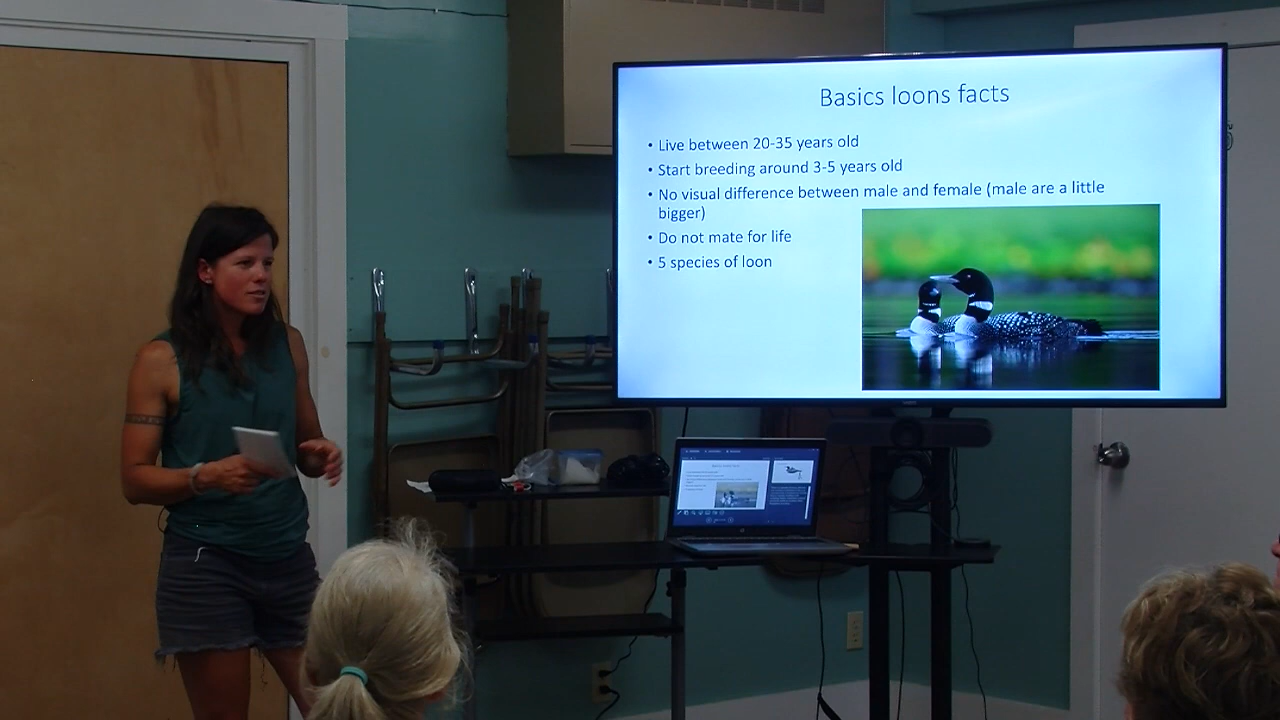 Basics loons facts
• Live between 20-35 years old
• Start breeding around 3-5 years old
• No visual difference between male and female (male are a little
bigger)
• Do not mate for life
• 5 species of loon